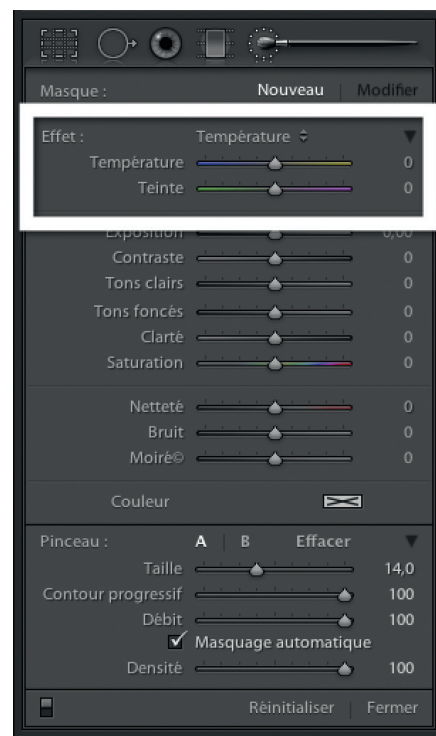 Masque : Nouveau | Modifier
Effet : Température
Température 0
Teinte 0
Exposition 0,00
Contraste 0
Tons clairs 0
Tons foncés 0
Clarté 0
Saturation 0
Netteté 0
Bruit 0
Moiré© 0
Couleur
Pinceau : A | B Effacer
Taille 14,0
Contour progressif 100
Débit 100
Masquage automatique
Densité 100
Réinitialiser | Fermer